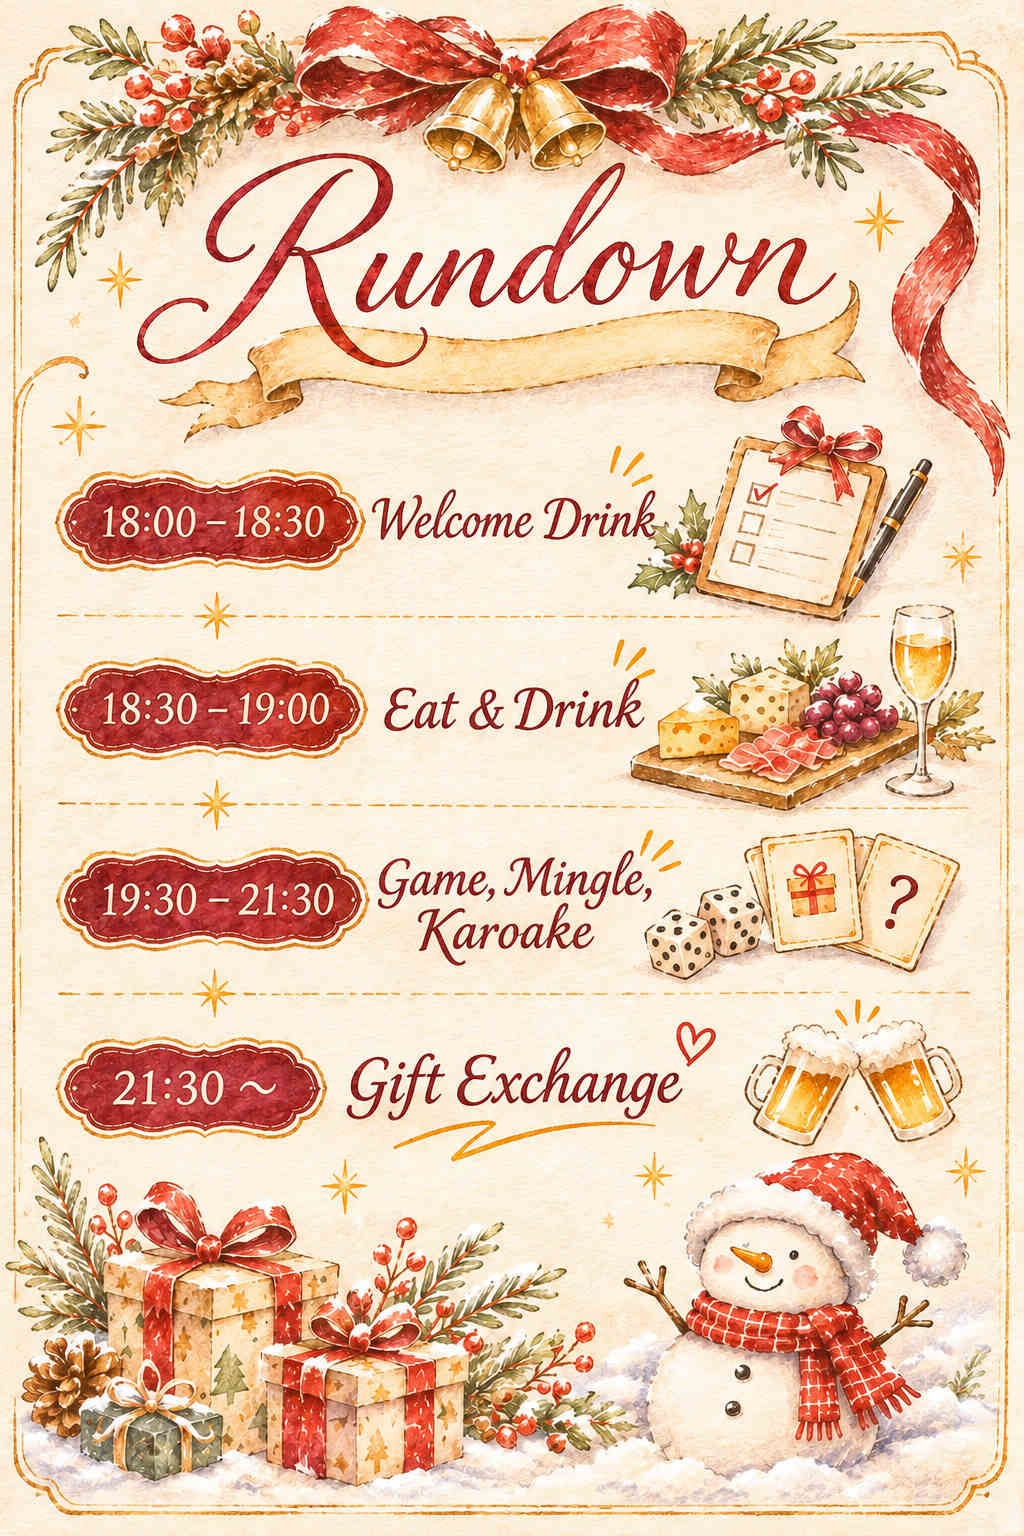 Rundown
18:00 – 18:30 Welcome Drink
18:30 – 19:00 Eat & Drink
19:30 – 21:30 Game, Mingle,
Karoake
21:30 ~ Gift Exchange
?